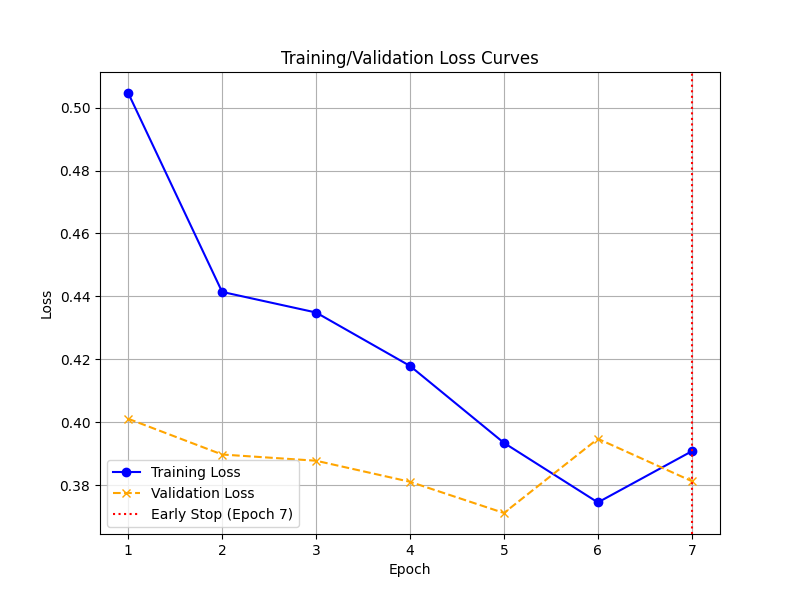 Training/Validation Loss Curves
Loss
0.50
0.48
0.46
0.44
0.42
0.40
0.38
Training Loss
Validation Loss
Early Stop (Epoch 7)
1 2 3 4 5 6 7
Epoch